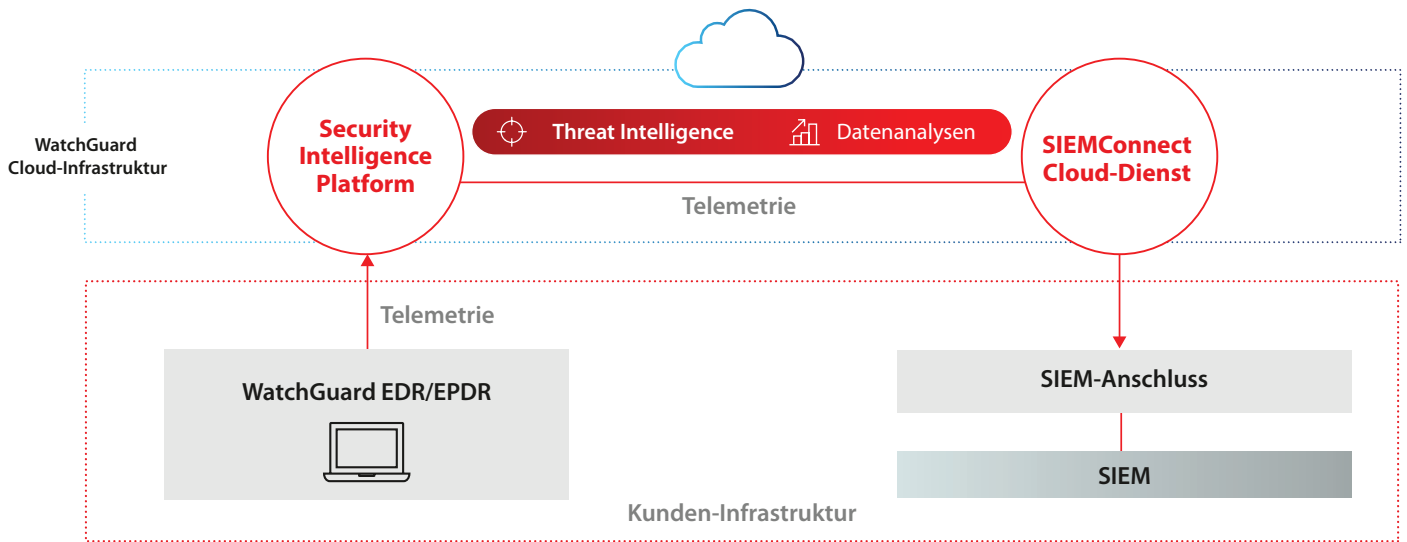 WatchGuard
Cloud-Infrastruktur
Security
Intelligence
Platform
Threat Intelligence
Datenanalysen
Telemetrie
SIEMConnect
Cloud-Dienst
Telemetrie
WatchGuard EDR/EPDR
SIEM-Anschluss
SIEM
Kunden-Infrastruktur